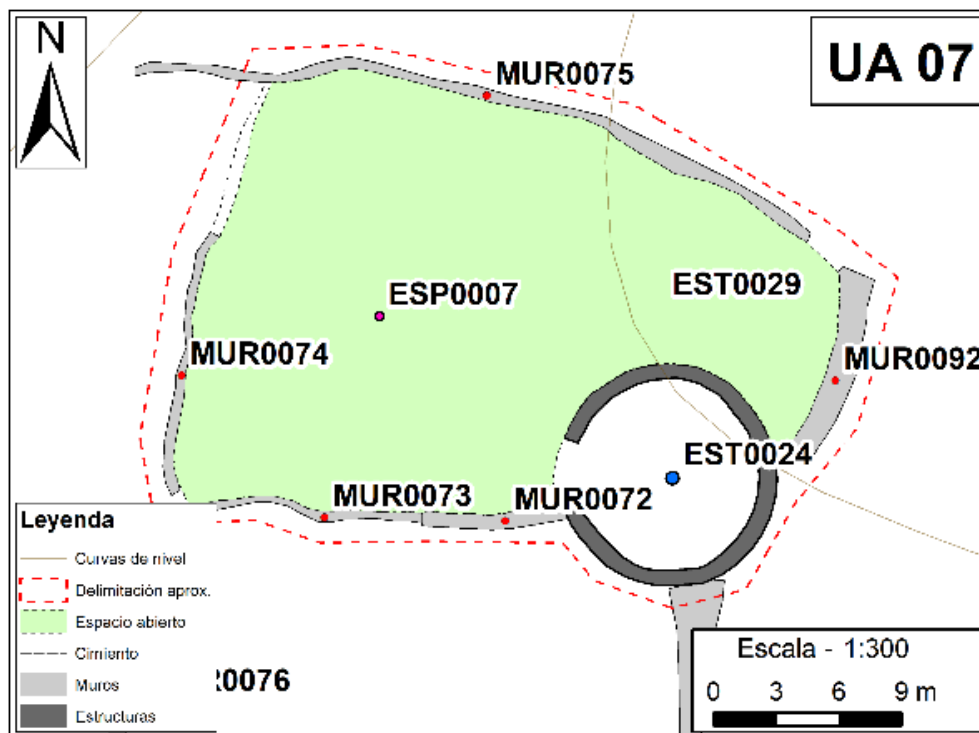 N
UA 07
MUR0075
EST0029
ESP0007
MUR0074
MUR0092
EST0024
MUR0073
MUR0072
Leyenda
Curvas de nivel
Delimitación aprox.
Espacio abierto
Cimiento
Muros
Estructuras
0076
Escala - 1:300
0 3 6 9 m